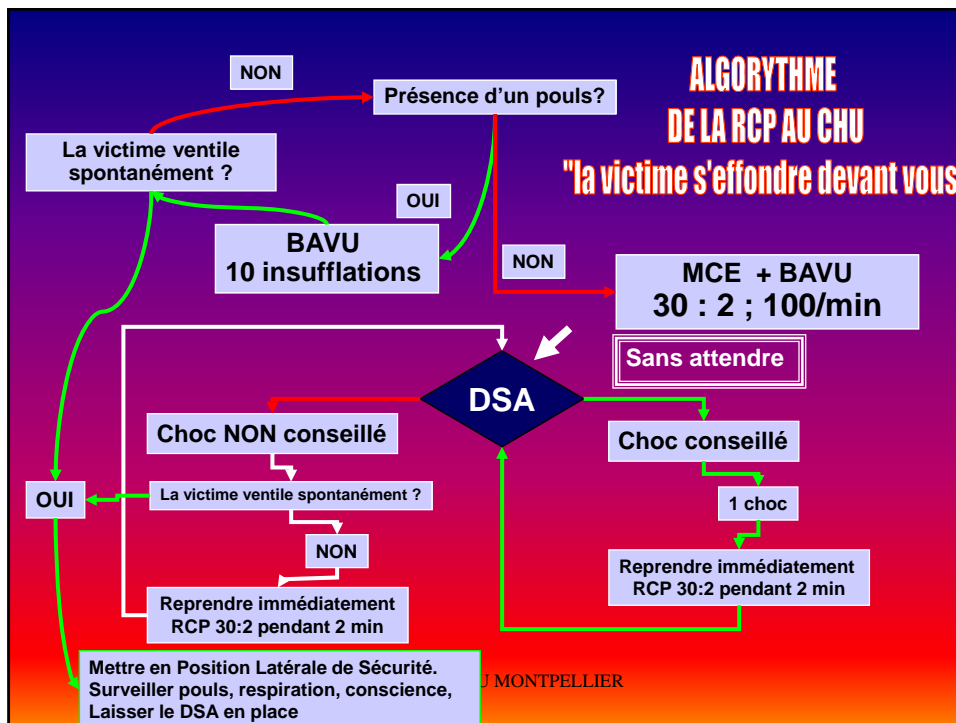 ALGORYTHME
DE LA RCP AU CHU
"la victime s'effondre devant vous
NON
Présence d'un pouls?
La victime ventile
spontanément ?
OUI
BAVU
10 insufflations
NON
MCE + BAVU
30 : 2 ; 100/min
Sans attendre
DSA
Choc NON conseillé
Choc conseillé
La victime ventile spontanément ?
OUI
1 choc
NON
Reprendre immédiatement
RCP 30:2 pendant 2 min
Reprendre immédiatement
RCP 30:2 pendant 2 min
Mettre en Position Latérale de Sécurité.
Surveiller pouls, respiration, conscience,
Laisser le DSA en place
MONTPELLIER